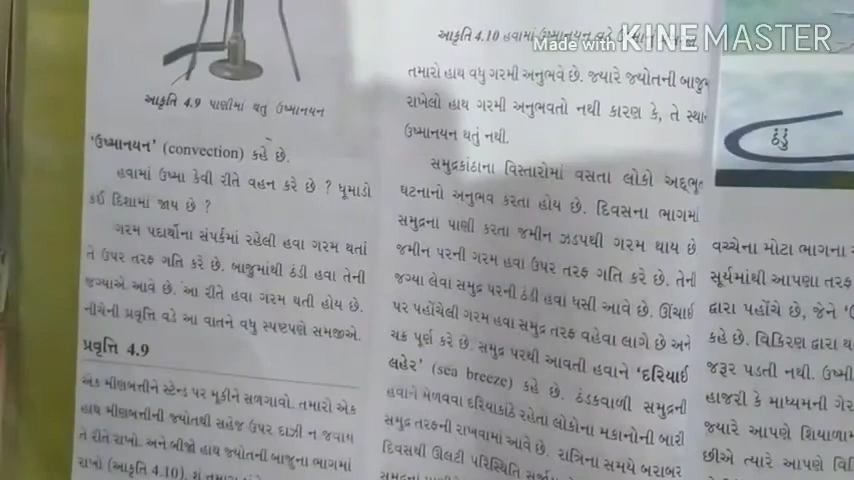 આકૃતિ 4.9 પાણીમાં થતુ ઉષ્માનયન
'ઉષ્માનયન' (convection) કહે છે.
હવામાં ઉષ્મા કેવી રીતે વહન કરે છે ? ધૂમાડો
કઈ દિશામાં જાય છે ?
ગરમ પદાર્થોના સંપર્કમાં રહેલી હવા ગરમ થતાં
તે ઉપર તરફ ગતિ કરે છે. બાજુમાંથી ઠંડી હવા તેની
જગ્યાએ આવે છે. આ રીતે હવા ગરમ થતી હોય છે.
નીચેની પ્રવૃત્તિ વડે આ વાતને વધુ સ્પષ્ટપણે સમજીએ.
પ્રવૃત્તિ 4.9
એક મીણબત્તીને સ્ટેન્ડ પર મૂકીને સળગાવો. તમારો એક
હાથ મીણબત્તીની જ્યોતથી સહેજ ઉપર દાઝી ન જવાય
તે રીતે રાખો. અને બીજો હાથ જ્યોતની બાજુના ભાગમાં
રાખો (આકૃતિ 4.10). શું તમારા
આકૃતિ 4.10 હવામાં ઉષ્માનયન વડે
તમારો હાથ વધુ ગરમી અનુભવે છે. જ્યારે જ્યોતની બાજુમ
રાખેલો હાથ ગરમી અનુભવતો નથી કારણ કે, તે સ્થા
ઉષ્માનયન થતું નથી.
સમુદ્રકાંઠાના વિસ્તારોમાં વસતા લોકો અદ્દભુત
ઘટનાનો અનુભવ કરતા હોય છે. દિવસના ભાગમાં
સમુદ્રના પાણી કરતા જમીન ઝડપથી ગરમ થાય છે
જમીન પરની ગરમ હવા ઉપર તરફ ગતિ કરે છે. તેની
જગ્યા લેવા સમુદ્ર પરની ઠંડી હવા ધસી આવે છે. ઊંચાઈ
પર પહોંચેલી ગરમ હવા સમુદ્ર તરફ વહેવા લાગે છે અને
ચક્ર પૂર્ણ કરે છે. સમુદ્ર પરથી આવતી હવાને 'દરિયાઈ
લહેર' (sea breeze) કહે છે. ઠંડકવાળી સમુદ્રની
હવાને મેળવવા દરિયાકાંઠે રહેતા લોકોના મકાનોની બારી
સમુદ્ર તરફની રાખવામાં આવે છે. રાત્રિના સમયે બરાબર
દિવસથી ઊલટી પરિસ્થિતિ સર્જાય
ઠંડું
વચ્ચેના મોટા ભાગના
સૂર્યમાંથી આપણા તરફ
દ્વારા પહોંચે છે, જેને
કહે છે. વિકિરણ દ્વારા
જરૂર પડતી નથી. ઉષ્મી
હાજરી કે માધ્યમની
જ્યારે આપણે શિયાળામ
છીએ ત્યારે આપણે વિ
Made with KINEMASTER